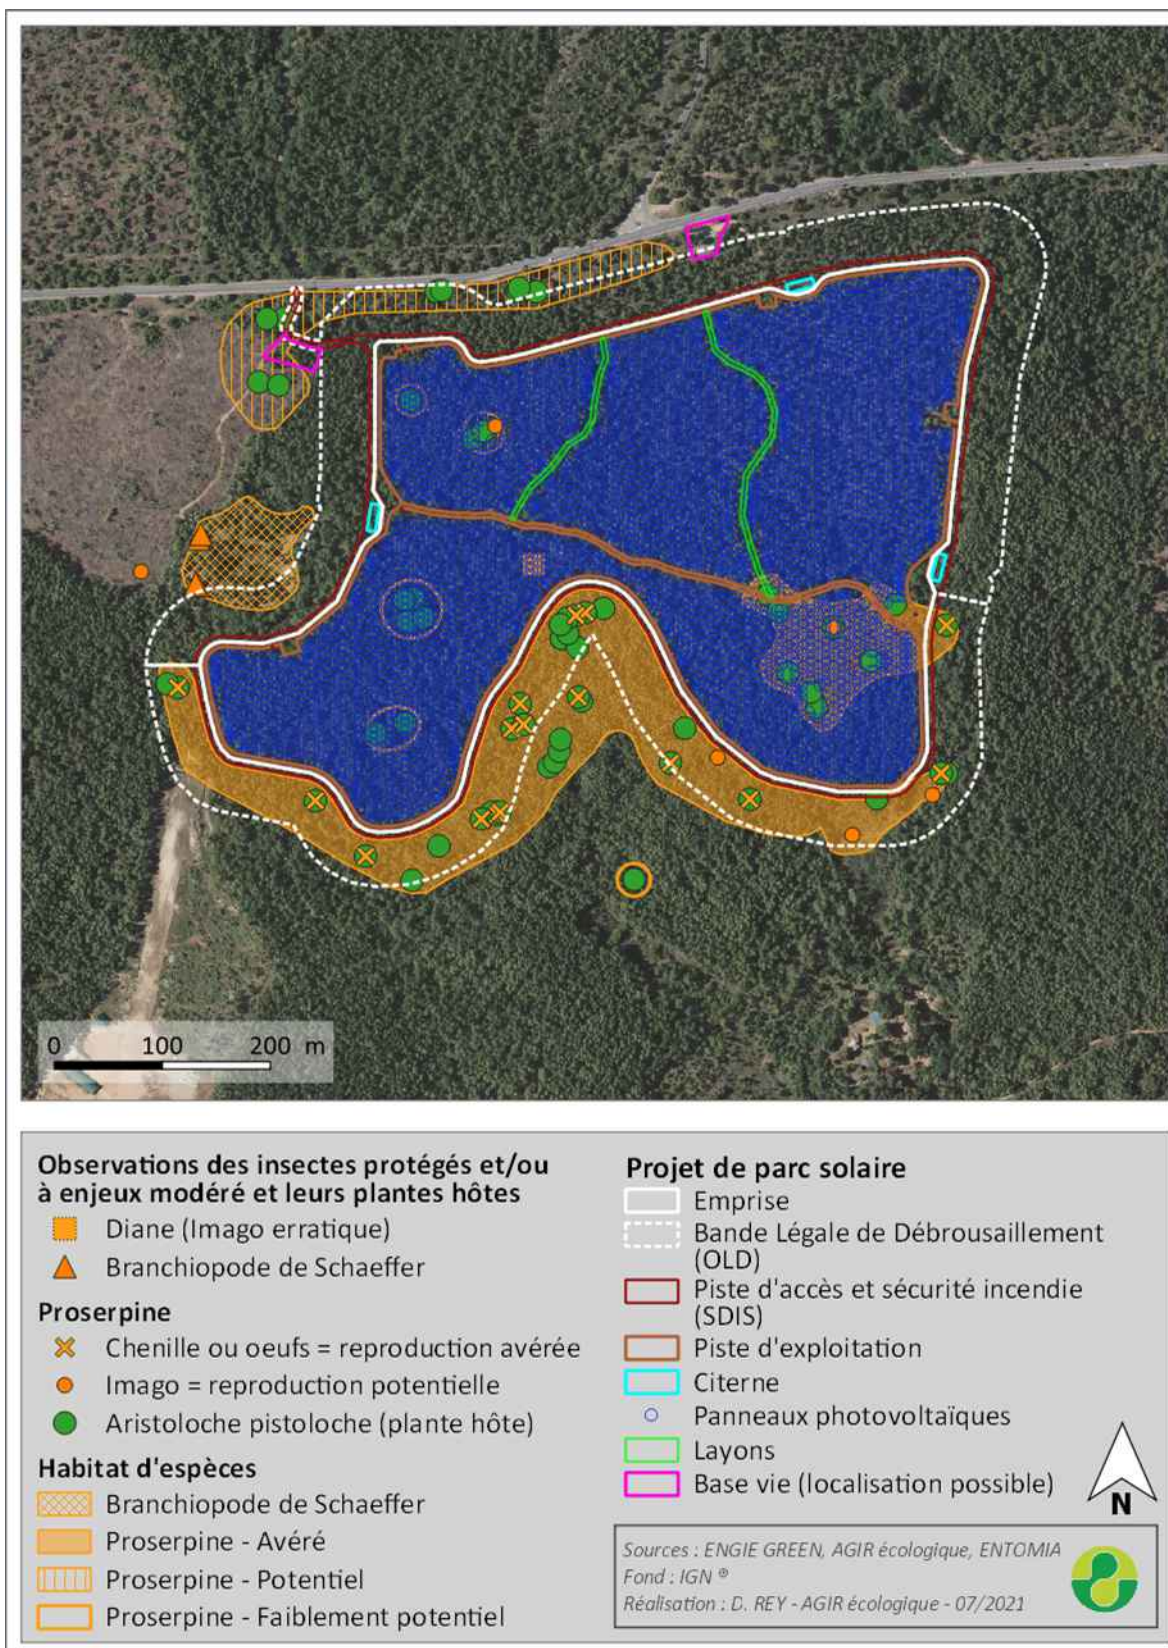 0 100 200 m
Observations des insectes protégés et/ou
à enjeux modéré et leurs plantes hôtes
Diane (Imago erratique)
Branchiopode de Schaeffer
Proserpine
Chenille ou oeufs = reproduction avérée
Imago = reproduction potentielle
Aristoloche pistoloche (plante hôte)
Habitat d'espèces
Branchiopode de Schaeffer
Proserpine - Avéré
Proserpine - Potentiel
Proserpine - Faiblement potentiel
Projet de parc solaire
Emprise
Bande Légale de Débrousaillement
(OLD)
Piste d'accès et sécurité incendie
(SDIS)
Piste d'exploitation
Citerne
Panneaux photovoltaïques
Layons
Base vie (localisation possible)
N
Sources : ENGIE GREEN, AGIR écologique, ENTOMIA
Fond : IGN ®
Réalisation : D. REY - AGIR écologique - 07/2021